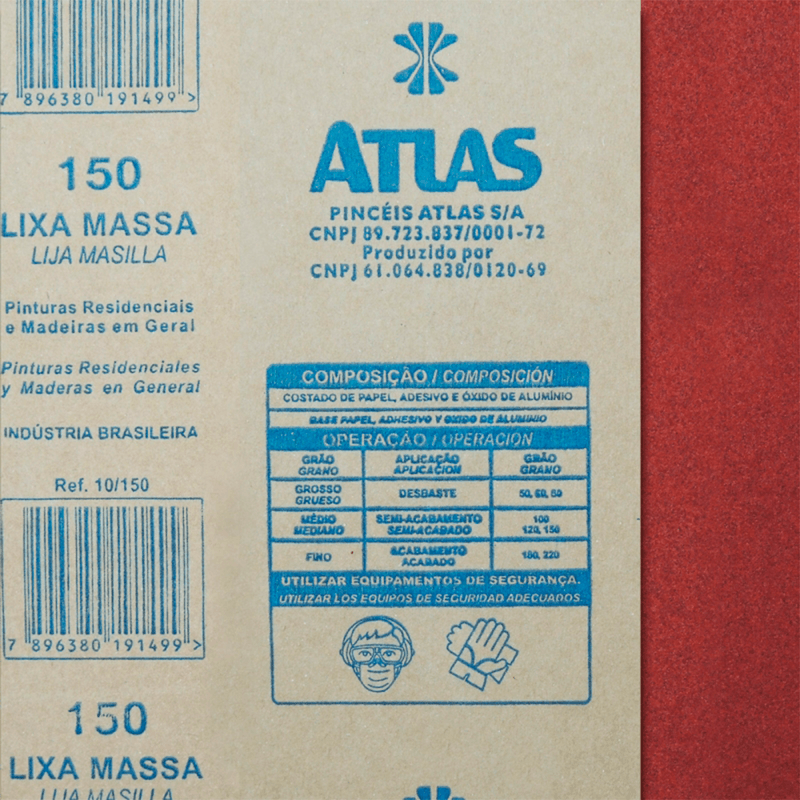 7 896380 191499 >
150
LIXA MASSA
LIJA MASILLA
Pinturas Residenciais
e Madeiras em Geral
Pinturas Residenciales
y Maderas en General
INDÚSTRIA BRASILEIRA
Ref. 10/150
7 896380 191499 >
150
LIXA MASSA
LIJA MASILLA
ATLAS
PINCÉIS ATLAS S/A
CNPJ 89.723.837/0001-72
Produzido por
CNPJ 61.064.838/0120-69
COMPOSIÇÃO / COMPOSICIÓN
COSTADO DE PAPEL, ADESIVO E ÓXIDO DE ALUMÍNIO
BASE PAPEL, ADHESIVO Y OXIDO DE ALUMINIO
OPERAÇÃO / OPERACIÓN
GRÃO APLICAÇÃO GRÃO
GRANO APLICACIÓN GRANO
GROSSO DESBASTE 50, 60, 80
GRUESO
MÉDIO SEMI-ACABAMENTO 100
MEDIANO SEMI-ACABADO 120, 150
FINO ACABAMENTO 180, 220
ACABADO
UTILIZAR EQUIPAMENTOS DE SEGURANÇA.
UTILIZAR LOS EQUIPOS DE SEGURIDAD ADECUADOS.